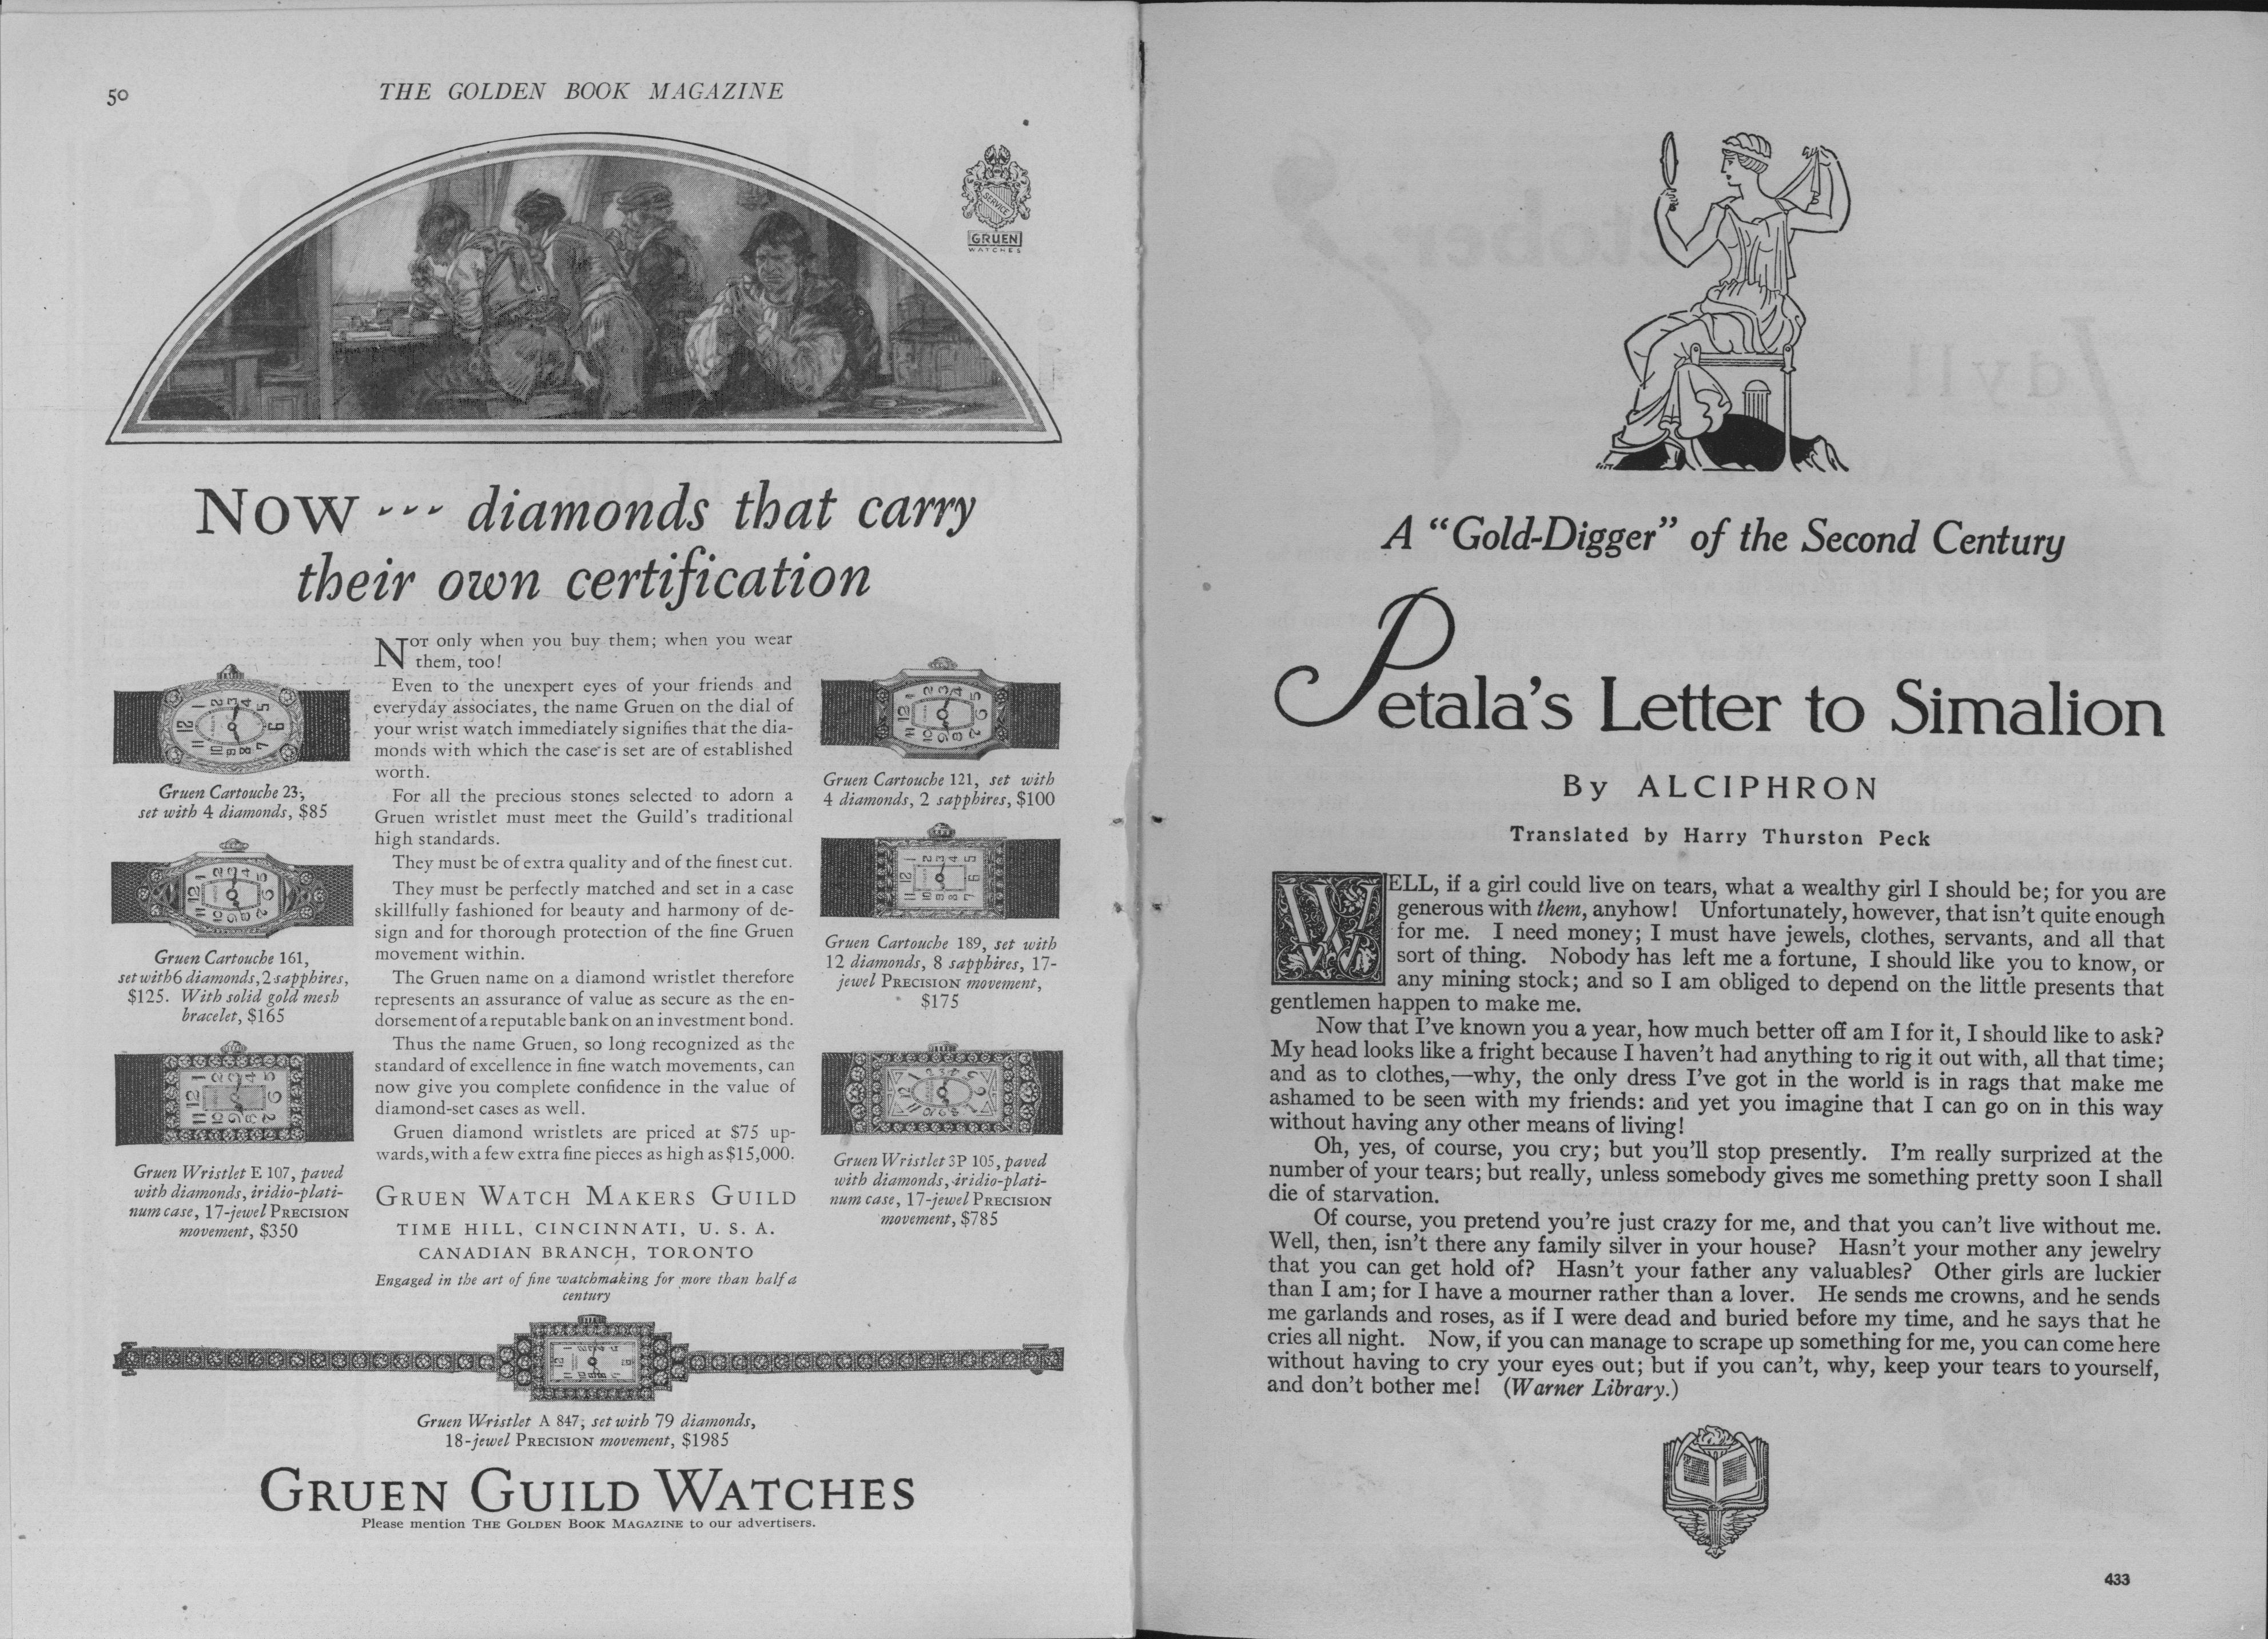 50
THE GOLDEN BOOK MAGAZINE
SERVICE
GRUEN
WATCHES
NOW --- diamonds that carry
their own certification
NOT only when you buy them; when you wear
them, too!
Even to the unexpert eyes of your friends and
everyday associates, the name Gruen on the dial of
your wrist watch immediately signifies that the dia-
monds with which the case is set are of established
worth.
For all the precious stones selected to adorn a
Gruen wristlet must meet the Guild's traditional
high standards.
They must be of extra quality and of the finest cut.
They must be perfectly matched and set in a case
skillfully fashioned for beauty and harmony of de-
sign and for thorough protection of the fine Gruen
movement within.
The Gruen name on a diamond wristlet therefore
represents an assurance of value as secure as the en-
dorsement of a reputable bank on an investment bond.
Thus the name Gruen, so long recognized as the
standard of excellence in fine watch movements, can
now give you complete confidence in the value of
diamond-set cases as well.
Gruen diamond wristlets are priced at $75 up-
wards, with a few extra fine pieces as high as $15,000.
GRUEN WATCH MAKERS GUILD
TIME HILL, CINCINNATI, U. S. A.
CANADIAN BRANCH, TORONTO
Engaged in the art of fine watchmaking for more than half a
century
Gruen Cartouche 23,
set with 4 diamonds, $85
Gruen Cartouche 161,
set with 6 diamonds, 2 sapphires,
$125. With solid gold mesh
bracelet, $165
Gruen Wristlet E 107, paved
with diamonds, iridio-plati-
num case, 17-jewel PRECISION
movement, $350
Gruen Cartouche 121, set with
4 diamonds, 2 sapphires, $100
Gruen Cartouche 189, set with
12 diamonds, 8 sapphires, 17-
jewel PRECISION movement,
$175
Gruen Wristlet 3P 105, paved
with diamonds, iridio-plati-
num case, 17-jewel PRECISION
movement, $785
Gruen Wristlet A 847, set with 79 diamonds,
18-jewel PRECISION movement, $1985
GRUEN GUILD WATCHES
Please mention THE GOLDEN BOOK MAGAZINE to our advertisers.
A “Gold-Digger” of the Second Century
Petala's Letter to Simalion
By ALCIPHRON
Translated by Harry Thurston Peck
WELL, if a girl could live on tears, what a wealthy girl I should be; for you are
generous with them, anyhow! Unfortunately, however, that isn't quite enough
for me. I need money; I must have jewels, clothes, servants, and all that
sort of thing. Nobody has left me a fortune, I should like you to know, or
any mining stock; and so I am obliged to depend on the little presents that
gentlemen happen to make me.
Now that I've known you a year, how much better off am I for it, I should like to ask?
My head looks like a fright because I haven't had anything to rig it out with, all that time;
and as to clothes,—why, the only dress I've got in the world is in rags that make me
ashamed to be seen with my friends: and yet you imagine that I can go on in this way
without having any other means of living!
Oh, yes, of course, you cry; but you'll stop presently. I'm really surprized at the
number of your tears; but really, unless somebody gives me something pretty soon I shall
die of starvation.
Of course, you pretend you're just crazy for me, and that you can't live without me.
Well, then, isn't there any family silver in your house? Hasn't your mother any jewelry
that you can get hold of? Hasn't your father any valuables? Other girls are luckier
than I am; for I have a mourner rather than a lover. He sends me crowns, and he sends
me garlands and roses, as if I were dead and buried before my time, and he says that he
cries all night. Now, if you can manage to scrape up something for me, you can come here
without having to cry your eyes out; but if you can't, why, keep your tears to yourself,
and don't bother me! (Warner Library.)
433